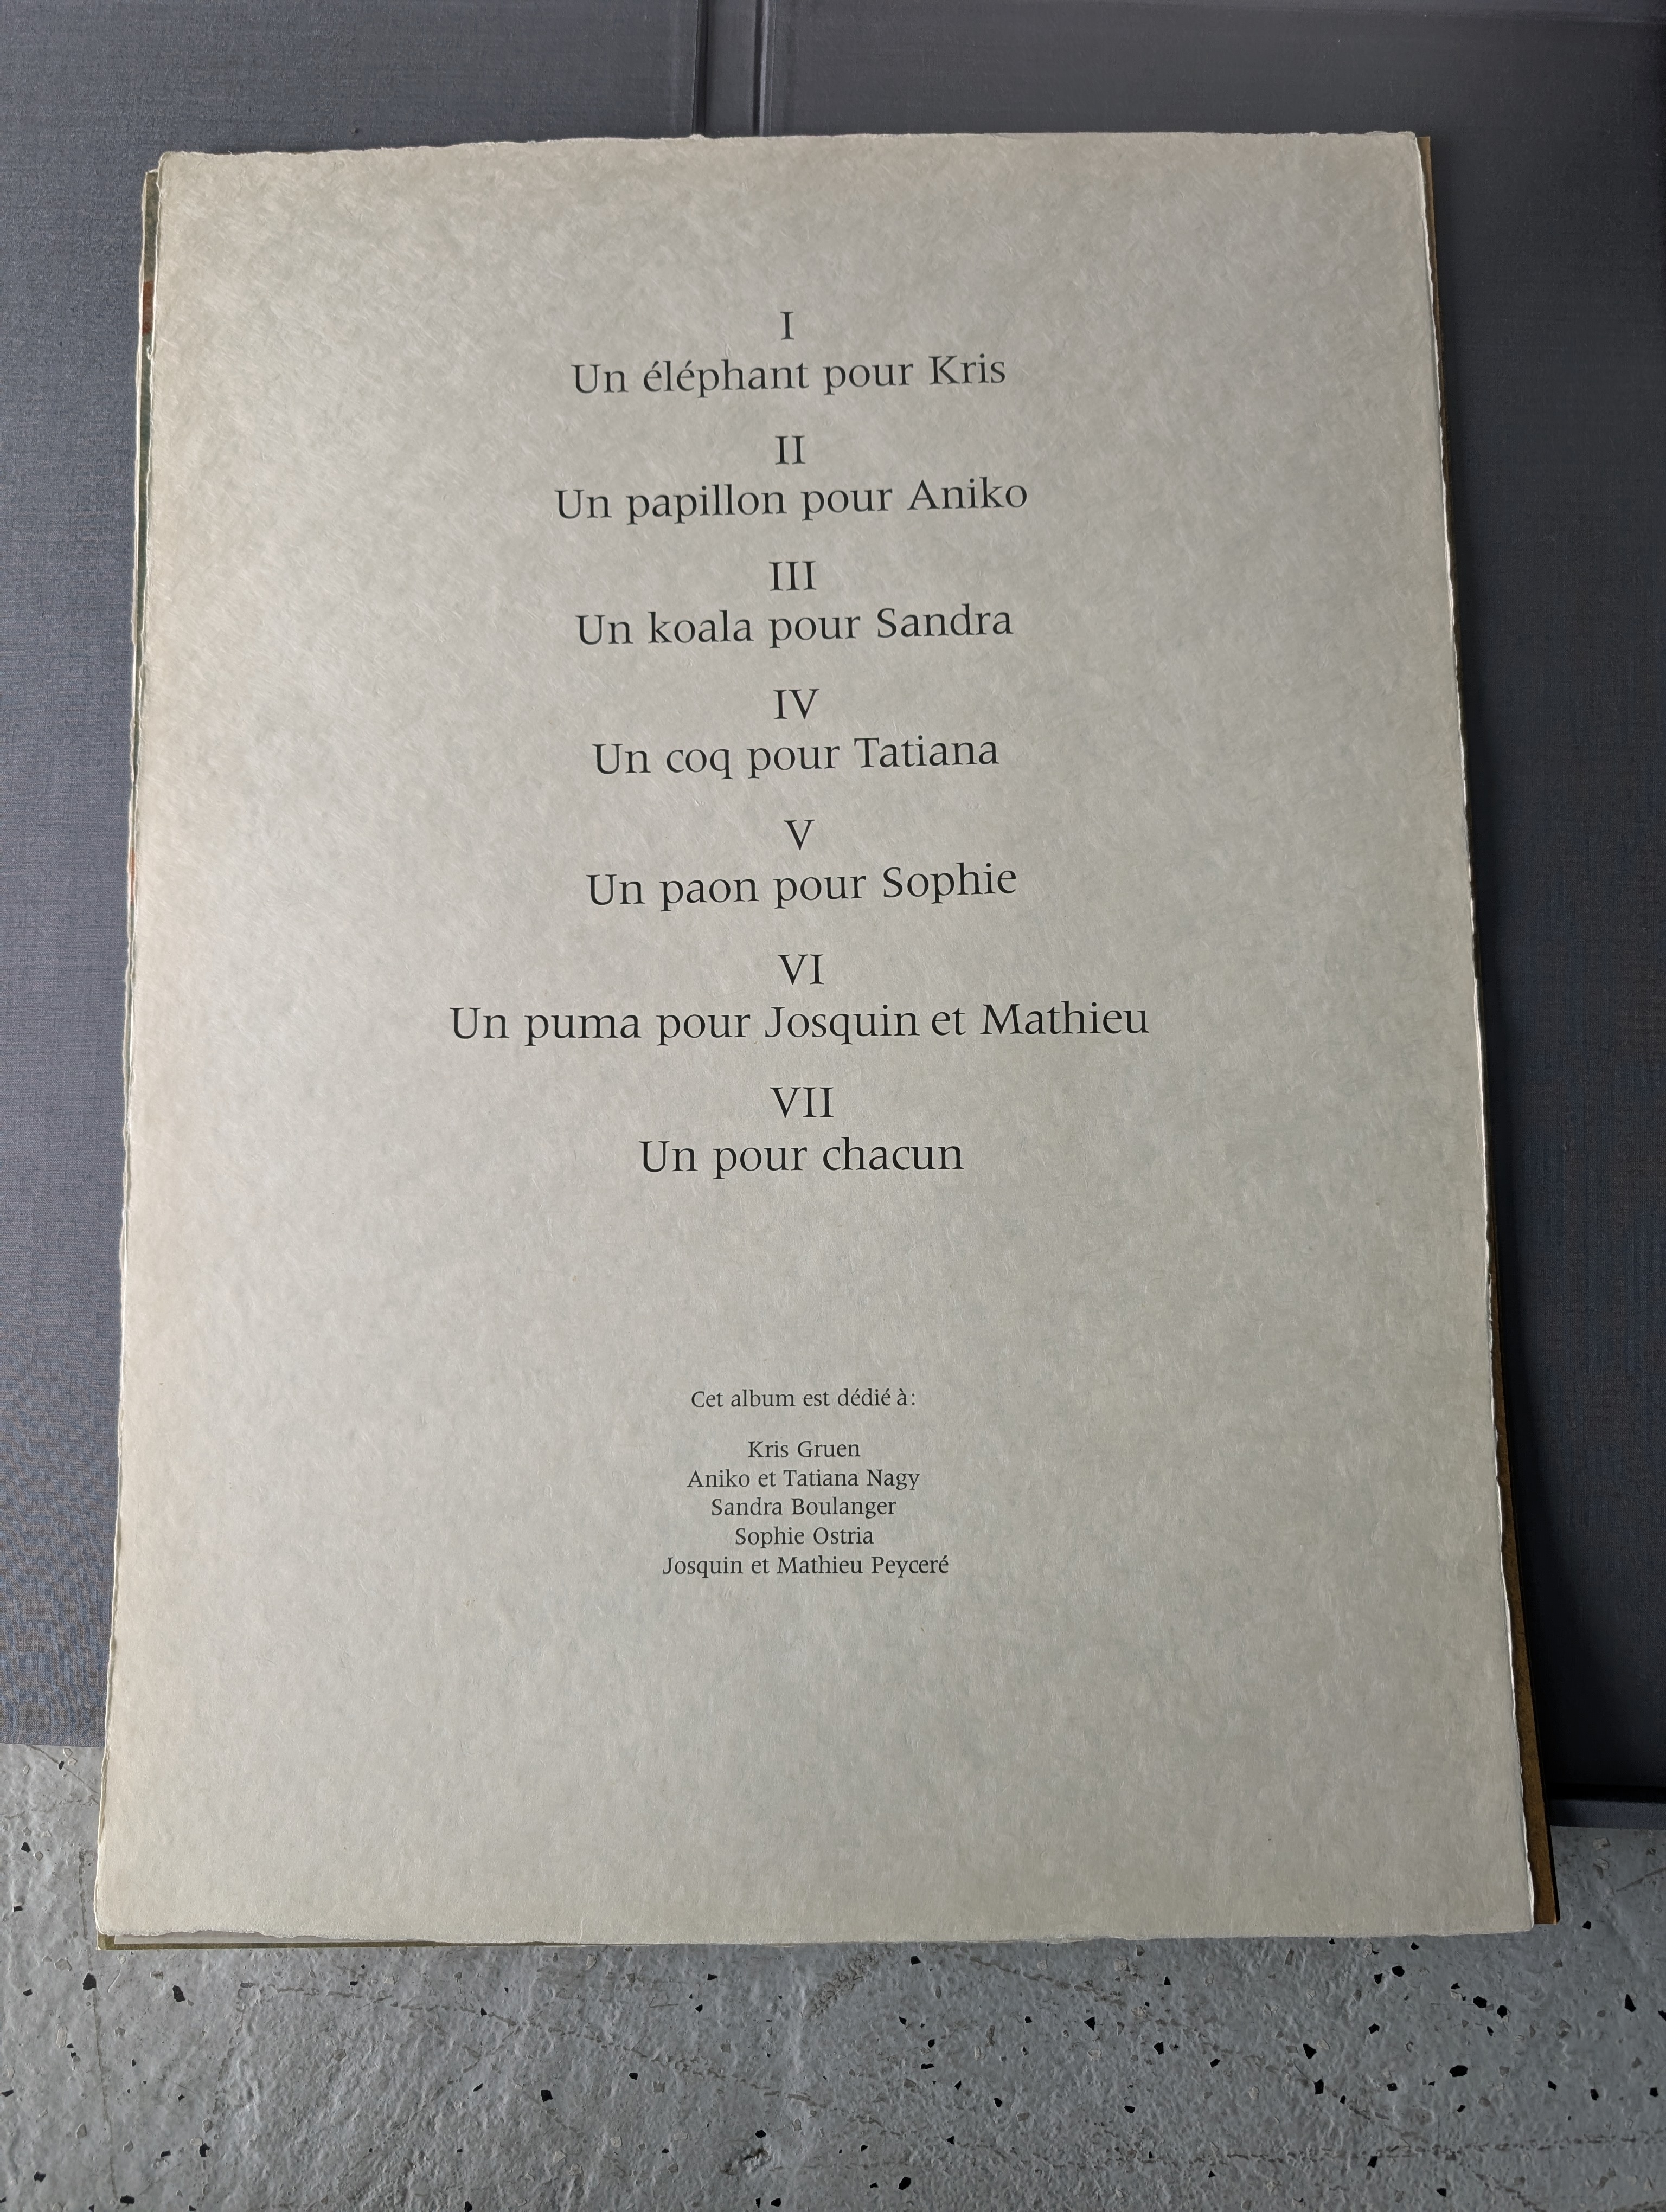 I
Un éléphant pour Kris
II
Un papillon pour Aniko
III
Un koala pour Sandra
IV
Un coq pour Tatiana
V
Un paon pour Sophie
VI
Un puma pour Josquin et Mathieu
VII
Un pour chacun
Cet album est dédié à :
Kris Gruen
Aniko et Tatiana Nagy
Sandra Boulanger
Sophie Ostria
Josquin et Mathieu Peyceré